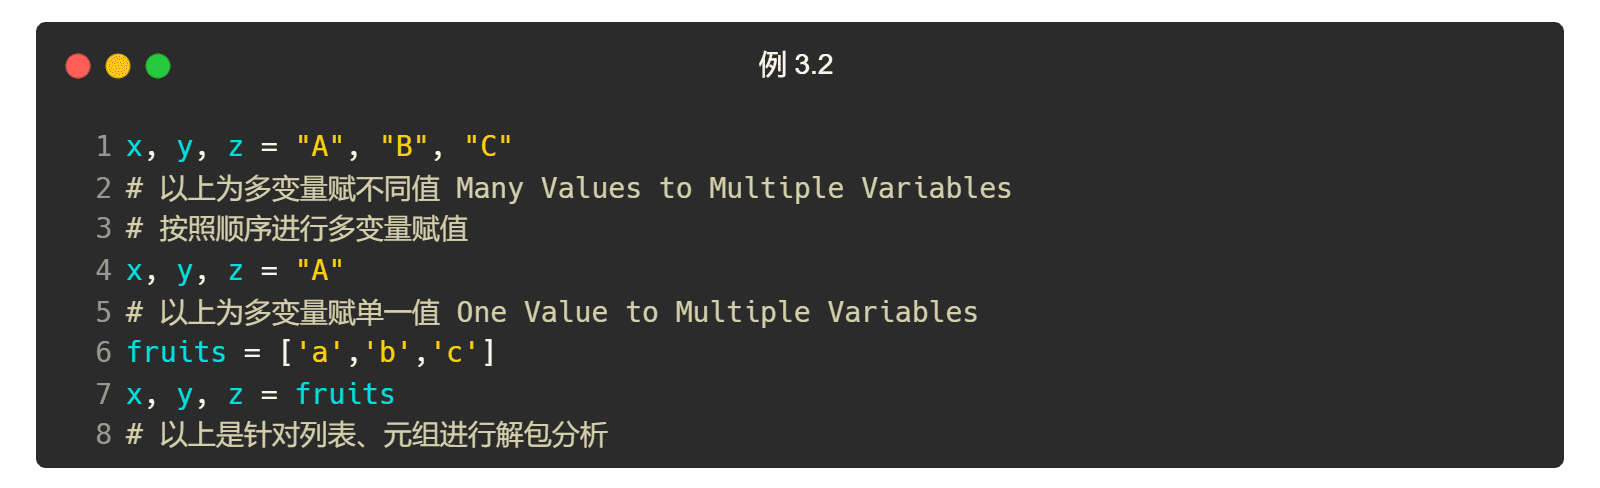 例 3.2
1 x, y, z = "A", "B", "C"
2 # 以上为多变量赋不同值 Many Values to Multiple Variables
3 # 按照顺序进行多变量赋值
4 x, y, z = "A"
5 # 以上为多变量赋单一值 One Value to Multiple Variables
6 fruits = ['a','b','c']
7 x, y, z = fruits
8 # 以上是针对列表、元组进行解包分析